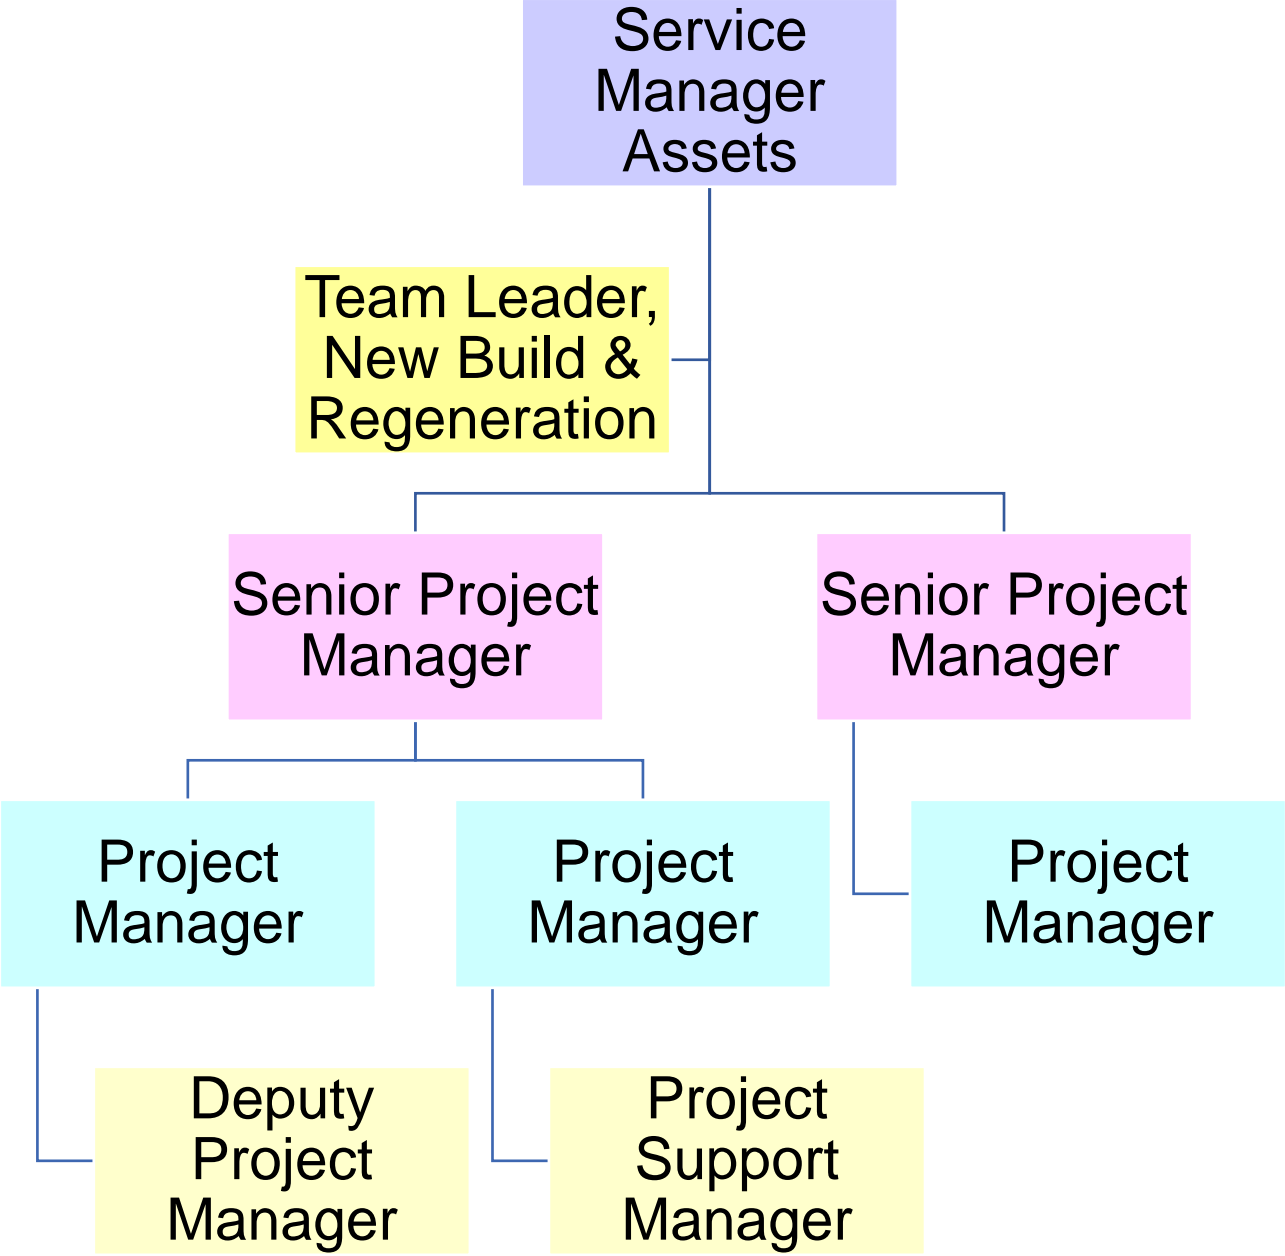 Service
Manager
Assets
Team Leader,
New Build &
Regeneration
Senior Project
Manager
Senior Project
Manager
Project
Manager
Project
Manager
Project
Manager
Deputy
Project
Manager
Project
Support
Manager